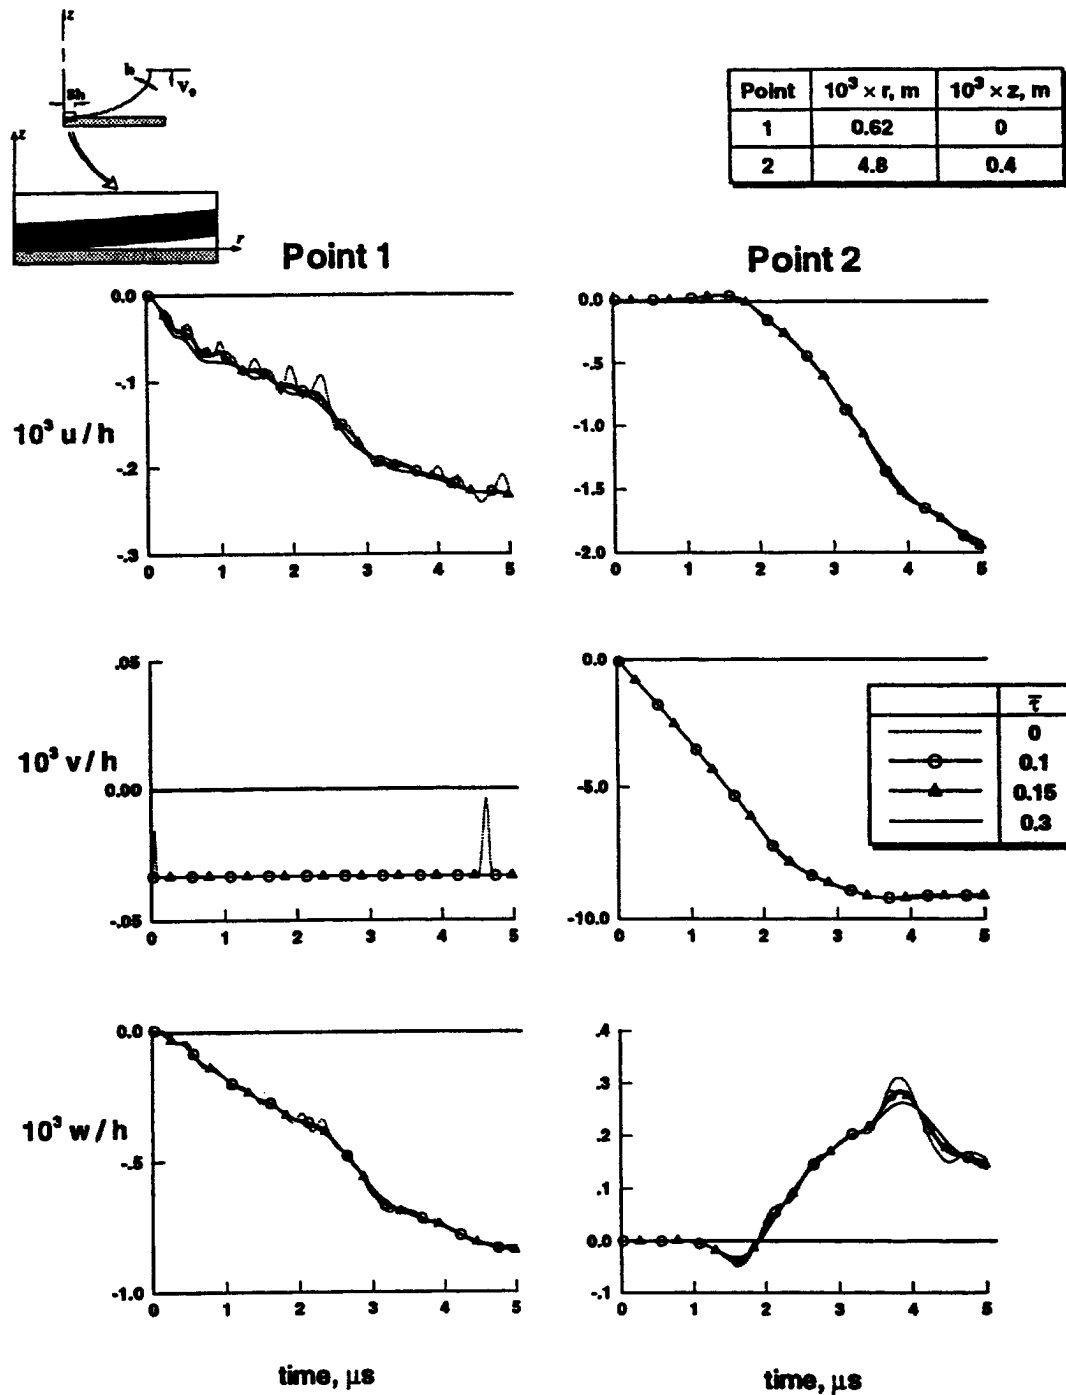 z
h
V₀
5h
z
r
Point 10³ × r, m 10³ × z, m
1 0.62 0
2 4.8 0.4
Point 1
Point 2
0.0
-.1
-.2
-.3
10³ u / h
0 1 2 3 4 5
0.0
-.5
-1.0
-1.5
-2.0
0 1 2 3 4 5
.05
0.00
-.05
10³ v / h
0 1 2 3 4 5
0.0
-5.0
-10.0
0 1 2 3 4 5
τ̄
0
0.1
0.15
0.3
0.0
-.5
-1.0
10³ w / h
0 1 2 3 4 5
.4
.3
.2
.1
0.0
-.1
0 1 2 3 4 5
time, μs
time, μs